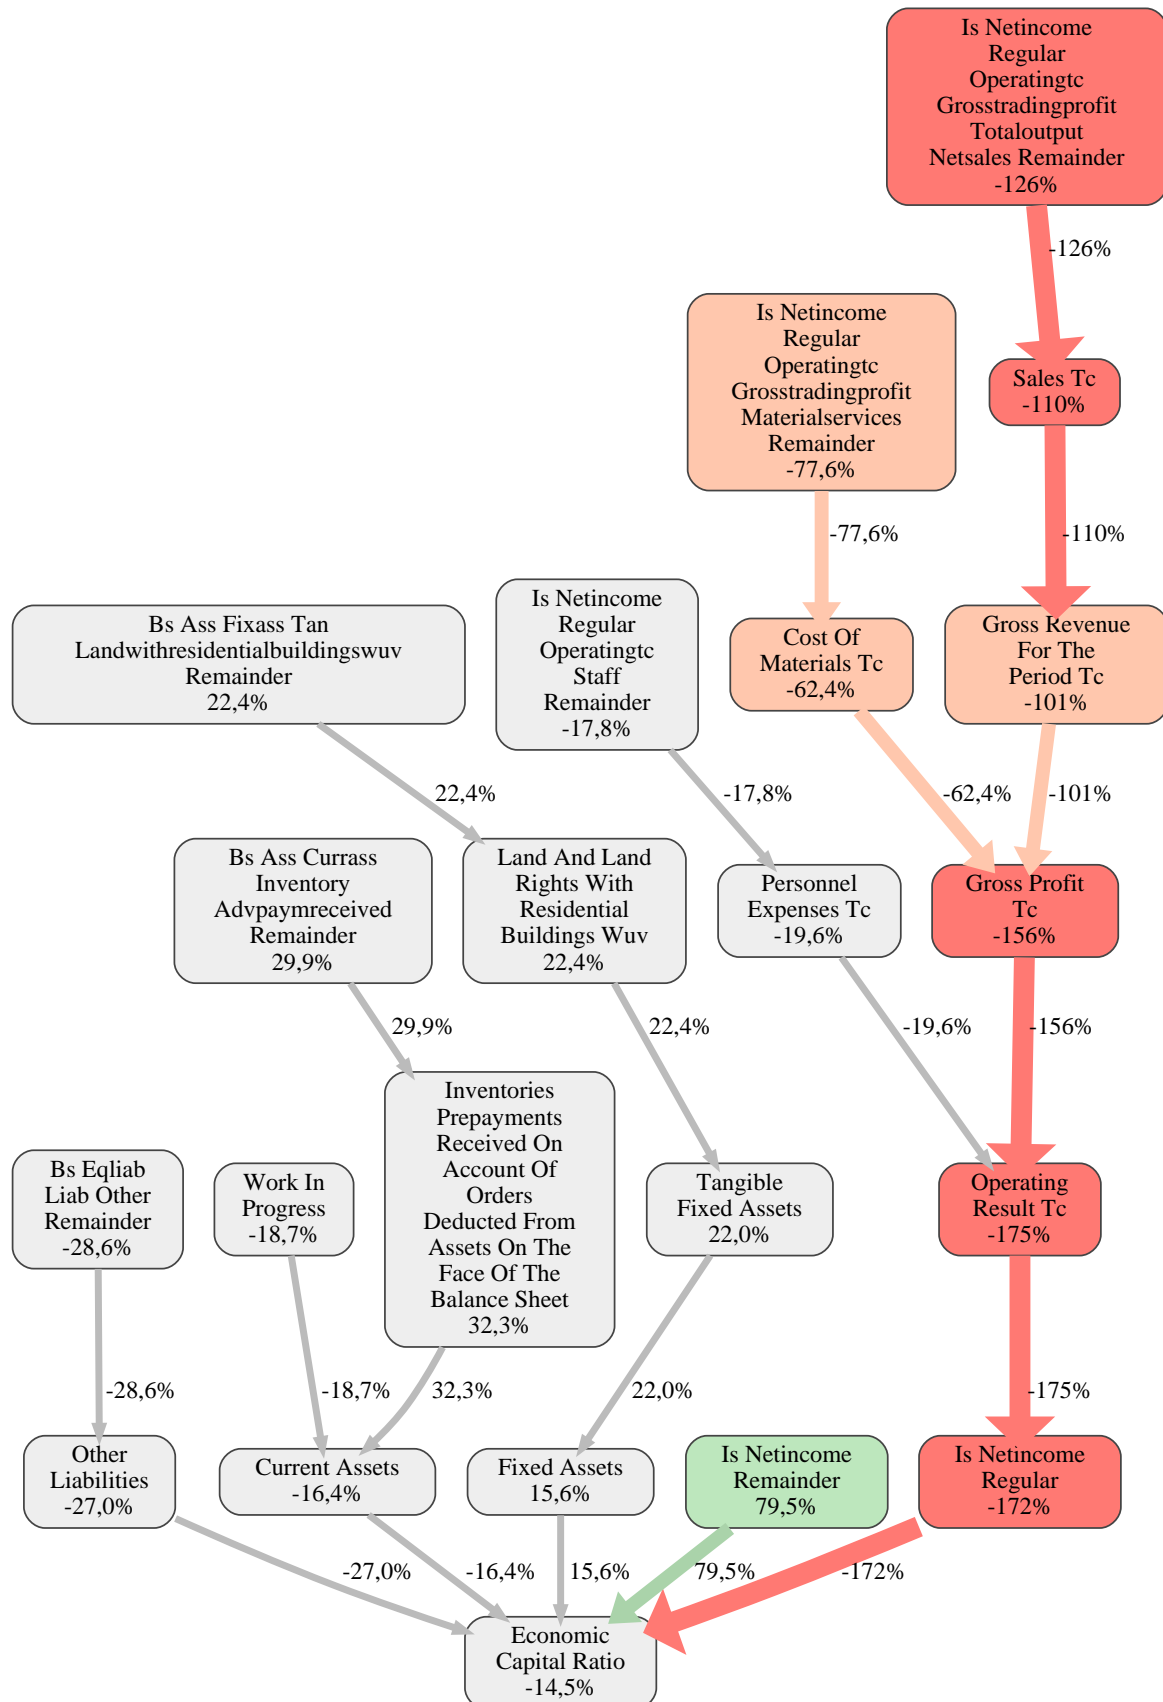 Is Netincome
Regular
Operatingtc
Grosstradingprofit
Totaloutput
Netsales Remainder
-126%
-126%
Is Netincome
Regular
Operatingtc
Grosstradingprofit
Materialservices
Remainder
-77,6%
Sales Tc
-110%
-77,6%
-110%
Bs Ass Fixass Tan
Landwithresidentialbuildingswuv
Remainder
22,4%
Is Netincome
Regular
Operatingtc
Staff
Remainder
-17,8%
Cost Of
Materials Tc
-62,4%
Gross Revenue
For The
Period Tc
-101%
22,4%
-17,8%
-62,4%
-101%
Bs Ass Currass
Inventory
Advpaymreceived
Remainder
29,9%
Land And Land
Rights With
Residential
Buildings Wuv
22,4%
Personnel
Expenses Tc
-19,6%
Gross Profit
Tc
-156%
29,9%
22,4%
-19,6%
-156%
Bs Eqliab
Liab Other
Remainder
-28,6%
Work In
Progress
-18,7%
Inventories
Prepayments
Received On
Account Of
Orders
Deducted From
Assets On The
Face Of The
Balance Sheet
32,3%
Tangible
Fixed Assets
22,0%
Operating
Result Tc
-175%
-28,6%
-18,7%
32,3%
22,0%
-175%
Other
Liabilities
-27,0%
Current Assets
-16,4%
Fixed Assets
15,6%
Is Netincome
Remainder
79,5%
Is Netincome
Regular
-172%
-27,0%
-16,4%
15,6%
79,5%
-172%
Economic
Capital Ratio
-14,5%